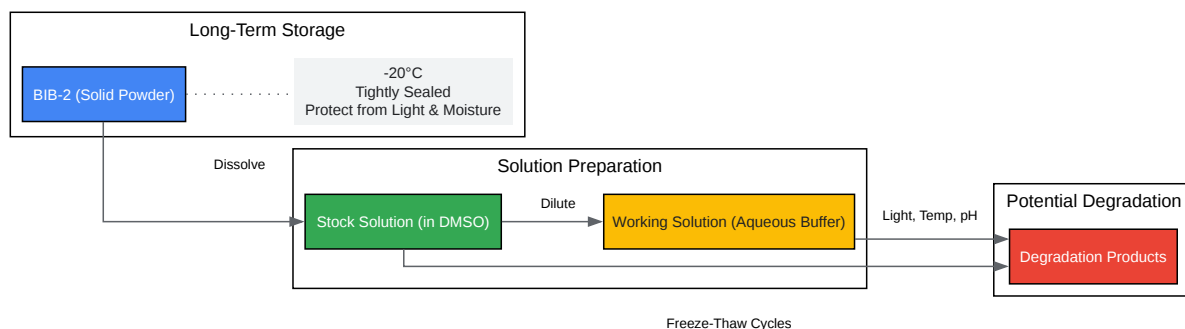 Long-Term Storage
BIB-2 (Solid Powder)
-20°C
Tightly Sealed
Protect from Light & Moisture
Dissolve
Solution Preparation
Stock Solution (in DMSO)
Dilute
Working Solution (Aqueous Buffer)
Light, Temp, pH
Potential Degradation
Degradation Products
Freeze-Thaw Cycles